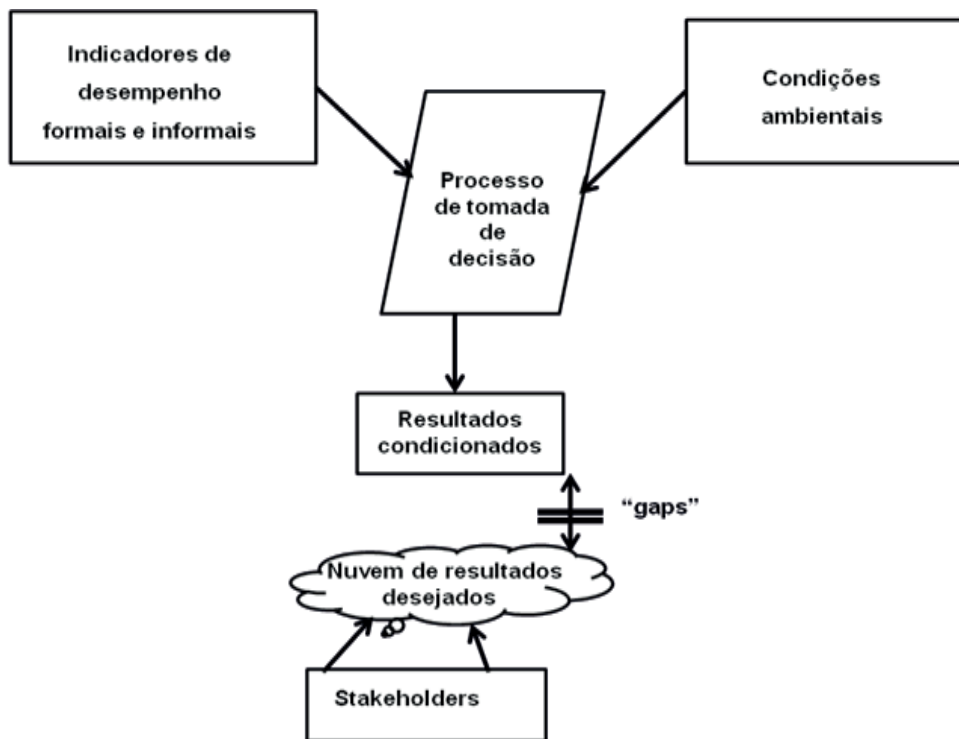 Indicadores de
desempenho
formais e informais
Condições
ambientais
Processo
de tomada
de
decisão
Resultados
condicionados
“gaps”
Nuvem de resultados
desejados
Stakeholders